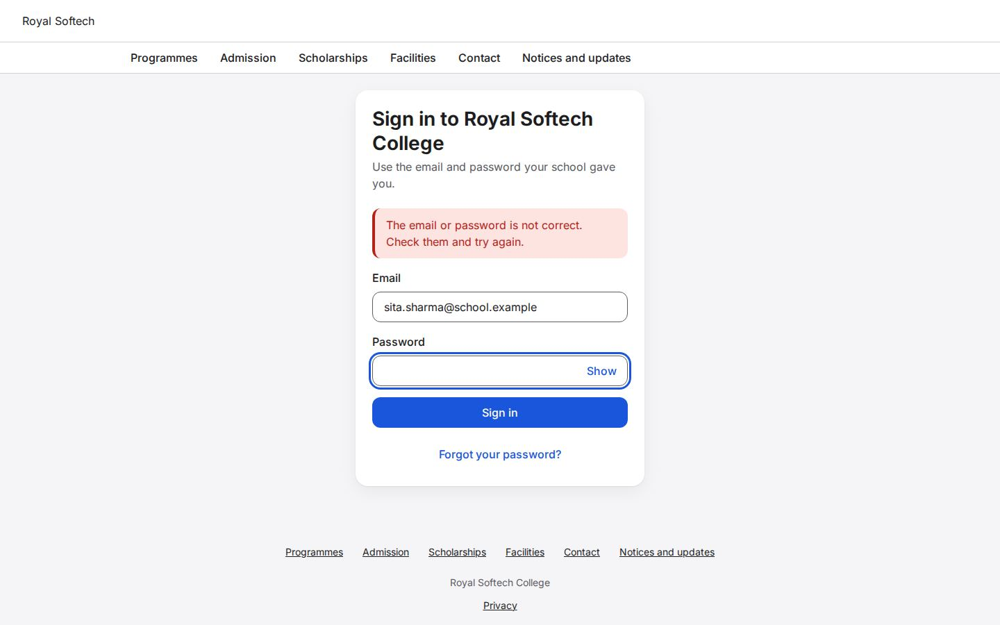 Royal Softech
Programmes Admission Scholarships Facilities Contact Notices and updates
Sign in to Royal Softech
College
Use the email and password your school gave
you.
The email or password is not correct.
Check them and try again.
Email
sita.sharma@school.example
Password
Show
Sign in
Forgot your password?
Programmes Admission Scholarships Facilities Contact Notices and updates
Royal Softech College
Privacy